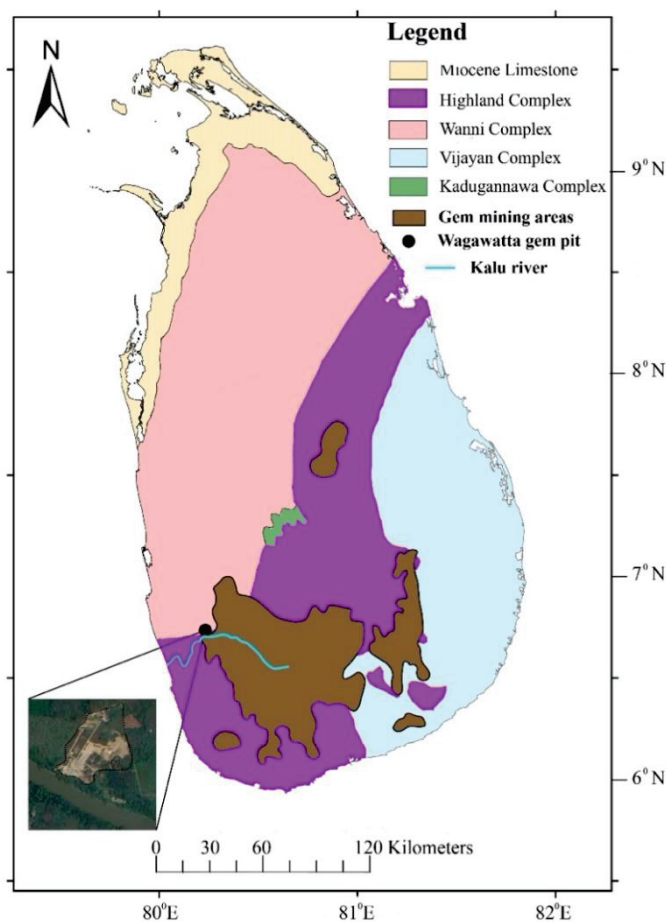 N
Legend
Miocene Limestone
Highland Complex
Wanni Complex
Vijayan Complex
Kadugannawa Complex
Gem mining areas
Wagawatta gem pit
Kalu river
9°N
8°N
7°N
6°N
0 30 60 120 Kilometers
80°E 81°E 82°E